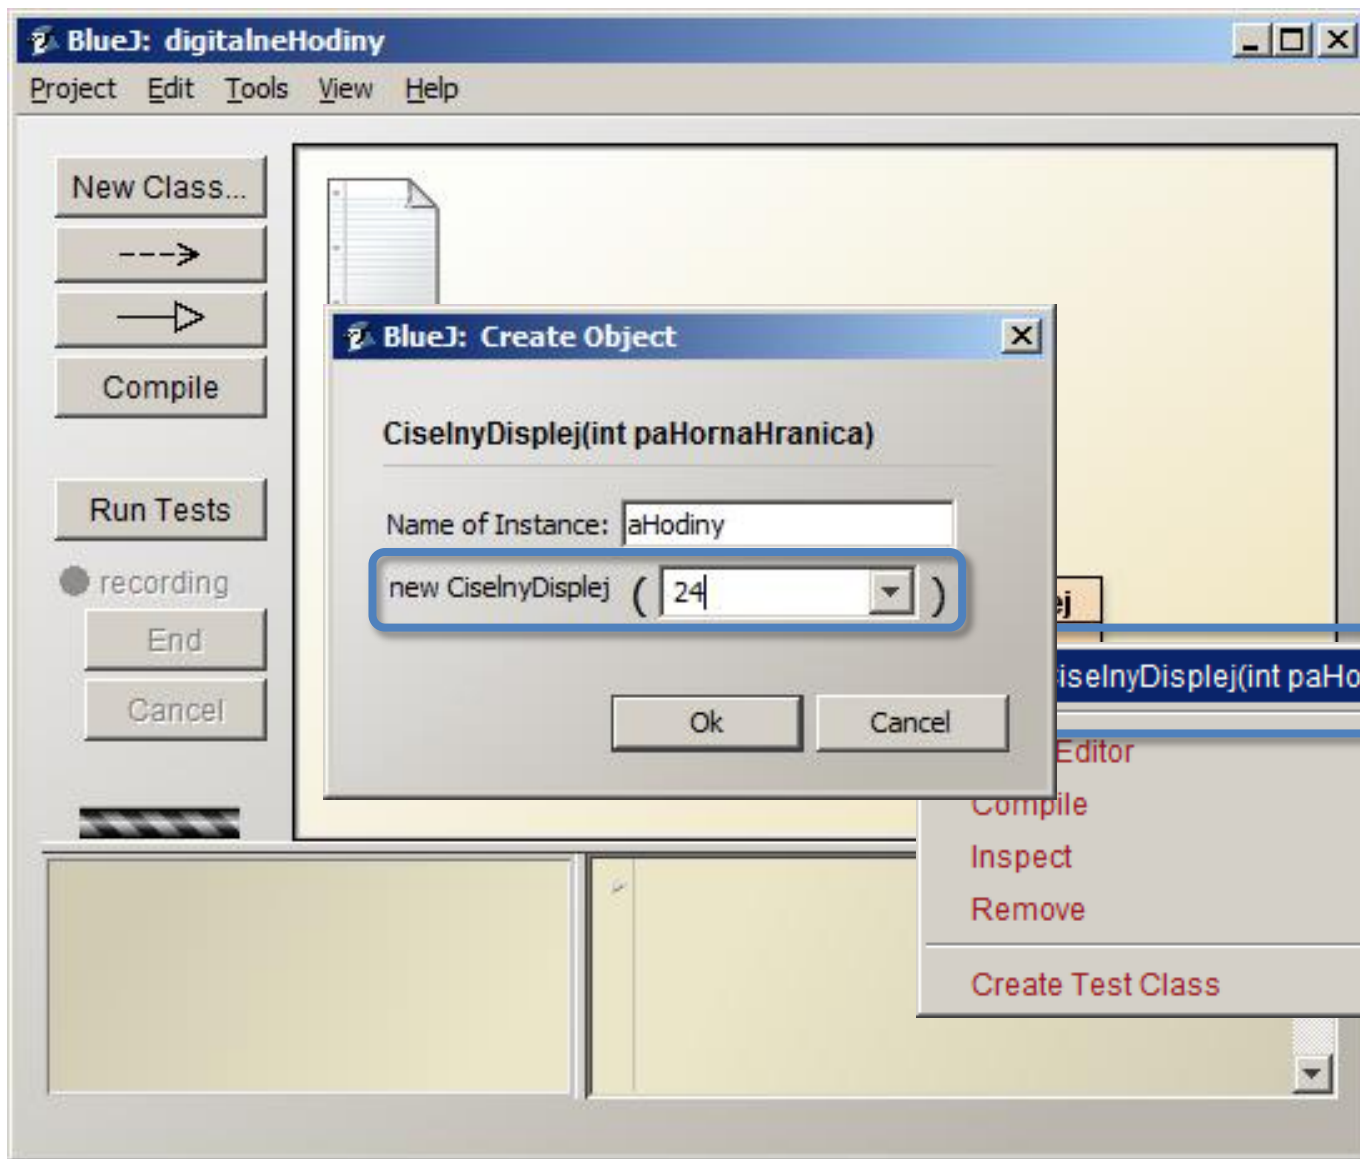 BlueJ: digitalneHodiny
Project Edit Tools View Help
New Class...
Compile
Run Tests
recording
End
Cancel
BlueJ: Create Object
CiselnyDisplej(int paHornaHranica)
Name of Instance: aHodiny
new CiselnyDisplej ( 24 )
Ok Cancel
ej
iselnyDisplej(int paHo
Editor
Compile
Inspect
Remove
Create Test Class